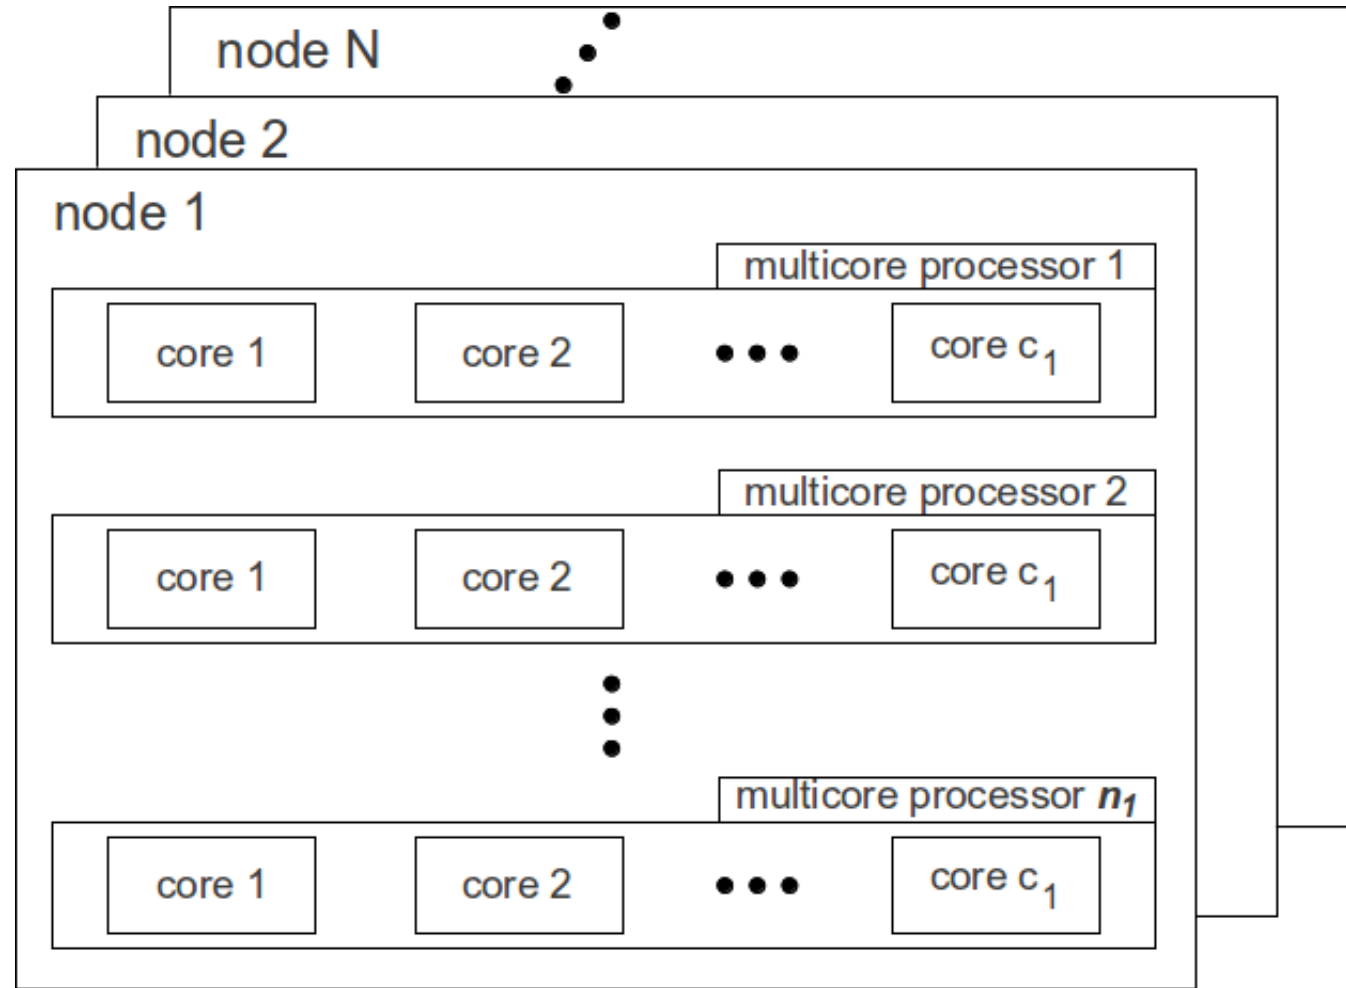 node N
node 2
node 1
multicore processor 1
core 1 core 2 core c₁
multicore processor 2
core 1 core 2 core c₁
multicore processor n₁
core 1 core 2 core c₁